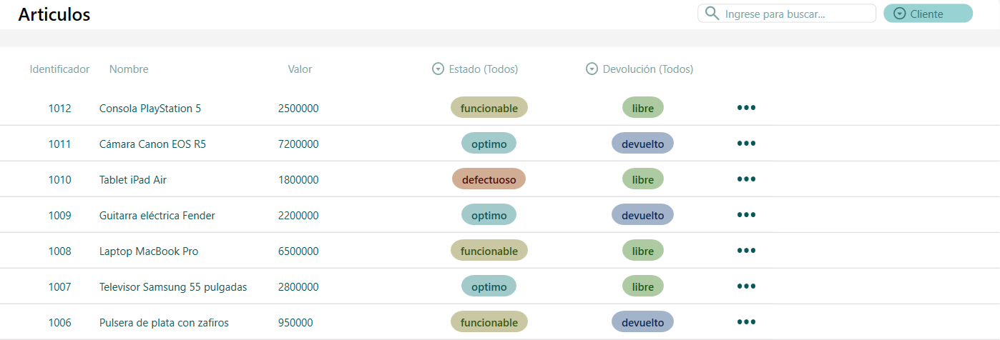 Articulos
Ingrese para buscar...
Cliente
Identificador Nombre Valor Estado (Todos) Devolución (Todos)
1012 Consola PlayStation 5 2500000 funcionable libre
1011 Cámara Canon EOS R5 7200000 optimo devuelto
1010 Tablet iPad Air 1800000 defectuoso libre
1009 Guitarra eléctrica Fender 2200000 optimo devuelto
1008 Laptop MacBook Pro 6500000 funcionable libre
1007 Televisor Samsung 55 pulgadas 2800000 optimo libre
1006 Pulsera de plata con zafiros 950000 funcionable devuelto